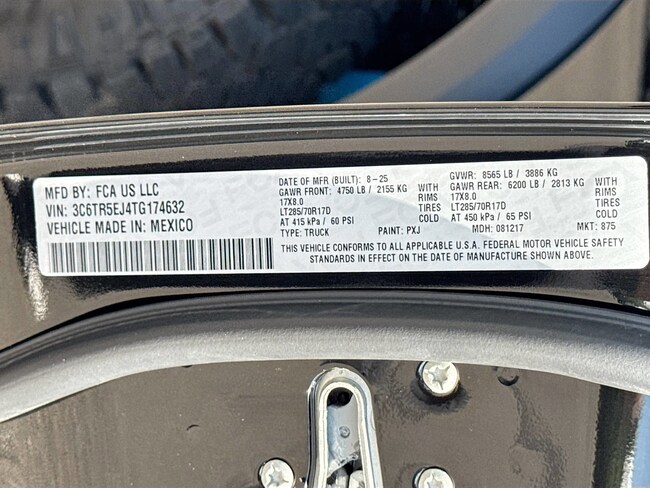 MFD BY: FCA US LLC
VIN: 3C6TR5EJ4TG174632
VEHICLE MADE IN: MEXICO
DATE OF MFR (BUILT): 8-25
GAWR FRONT: 4750 LB / 2155 KG WITH
17X8.0 RIMS
LT285/70R17D TIRES
AT 415 kPa / 60 PSI COLD
TYPE: TRUCK PAINT: PXJ
GVWR: 8565 LB / 3886 KG
GAWR REAR: 6200 LB / 2813 KG WITH
17X8.0 RIMS
LT285/70R17D TIRES
AT 450 kPa / 65 PSI COLD
MDH: 081217 MKT: 875
THIS VEHICLE CONFORMS TO ALL APPLICABLE U.S.A. FEDERAL MOTOR VEHICLE SAFETY
STANDARDS IN EFFECT ON THE DATE OF MANUFACTURE SHOWN ABOVE.